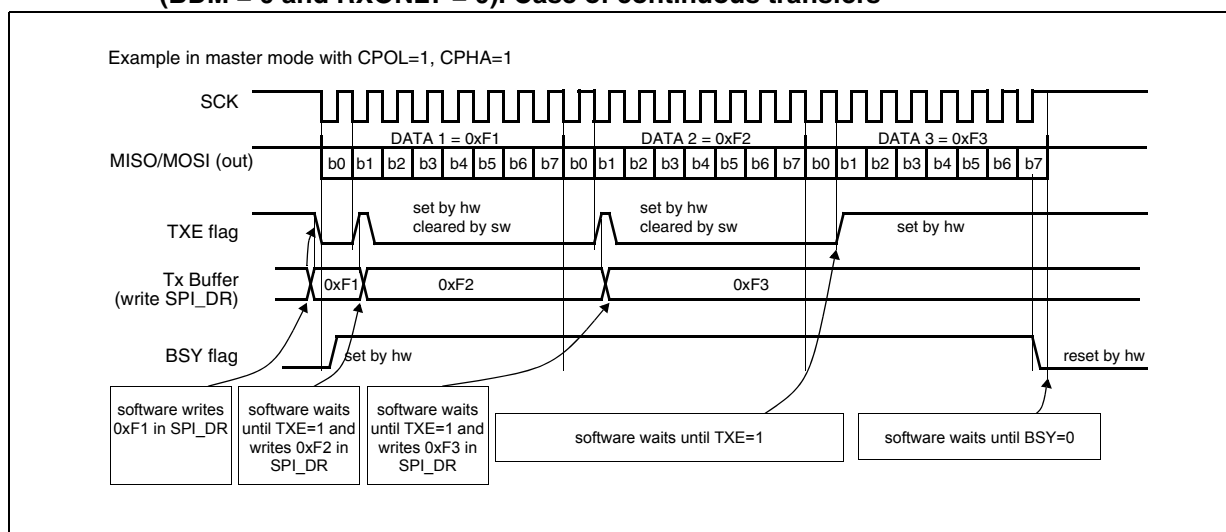 (BDM = 0 and RXONLY = 0). Case of continuous transfers
Example in master mode with CPOL=1, CPHA=1
SCK
DATA 1 = 0xF1 DATA 2 = 0xF2 DATA 3 = 0xF3
MISO/MOSI (out) b0 b1 b2 b3 b4 b5 b6 b7 b0 b1 b2 b3 b4 b5 b6 b7 b0 b1 b2 b3 b4 b5 b6 b7
set by hw set by hw
TXE flag cleared by sw cleared by sw set by hw
Tx Buffer 0xF1 0xF2 0xF3
(write SPI_DR)
BSY flag set by hw reset by hw
software writes
0xF1 in SPI_DR
software waits
until TXE=1 and
writes 0xF2 in
SPI_DR
software waits
until TXE=1 and
writes 0xF3 in
SPI_DR
software waits until TXE=1
software waits until BSY=0